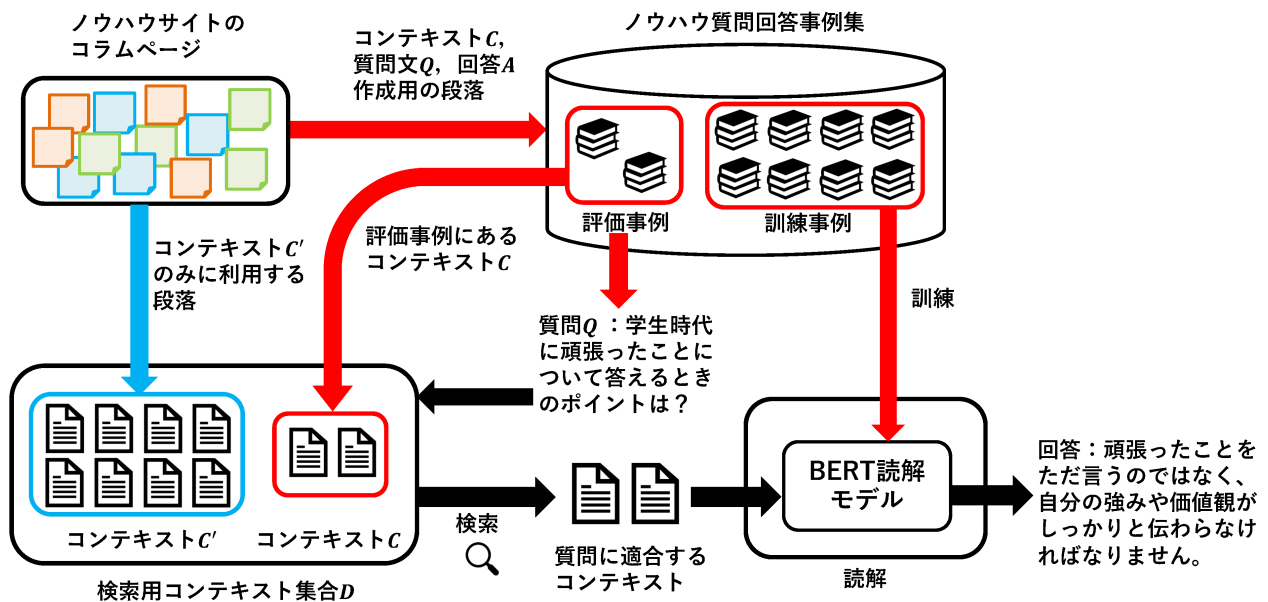 ノウハウサイトの
コラムページ
コンテキストC,
質問文Q, 回答A
作成用の段落
ノウハウ質問回答事例集
評価事例
訓練事例
コンテキストC′
のみに利用する
段落
評価事例にある
コンテキストC
訓練
質問Q：学生時代
に頑張ったことに
ついて答えるとき
のポイントは？
コンテキストC′
コンテキストC
検索用コンテキスト集合D
検索
質問に適合する
コンテキスト
BERT読解
モデル
読解
回答：頑張ったことを
ただ言うのではなく、
自分の強みや価値観が
しっかりと伝わらなけ
ればなりません。